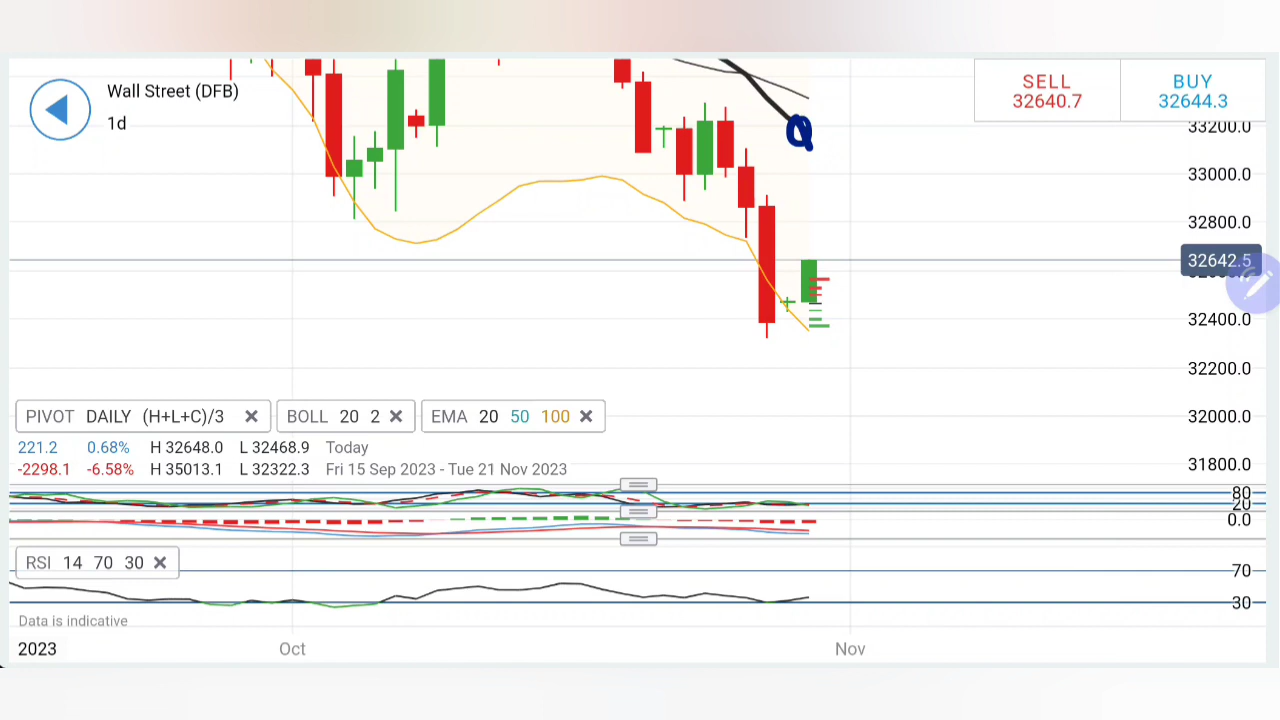 Wall Street (DFB)
1d
SELL
32640.7
BUY
32644.3
33200.0
33000.0
32800.0
32642.5
32400.0
32200.0
32000.0
31800.0
PIVOT DAILY (H+L+C)/3
BOLL 20 2
EMA 20 50 100
221.2 0.68% H 32648.0 L 32468.9 Today
-2298.1 -6.58% H 35013.1 L 32322.3 Fri 15 Sep 2023 - Tue 21 Nov 2023
80
20
0.0
RSI 14 70 30
70
30
Data is indicative
2023 Oct Nov